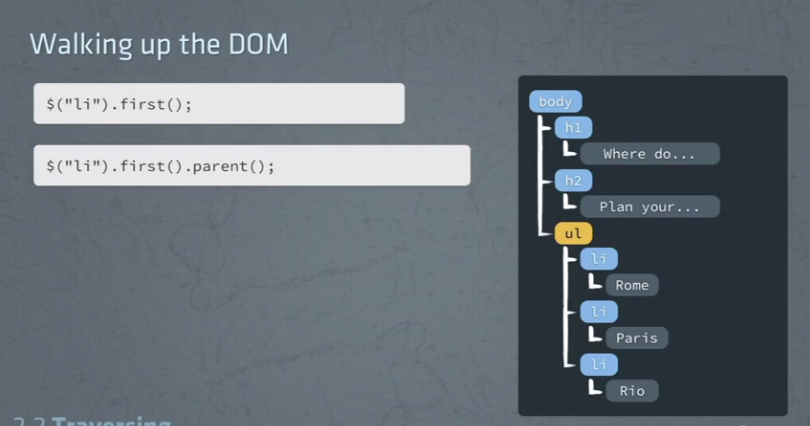 Walking up the DOM
$("li").first();
$("li").first().parent();
body
h1
Where do...
h2
Plan your...
ul
li
Rome
li
Paris
li
Rio
2.2 Traversing